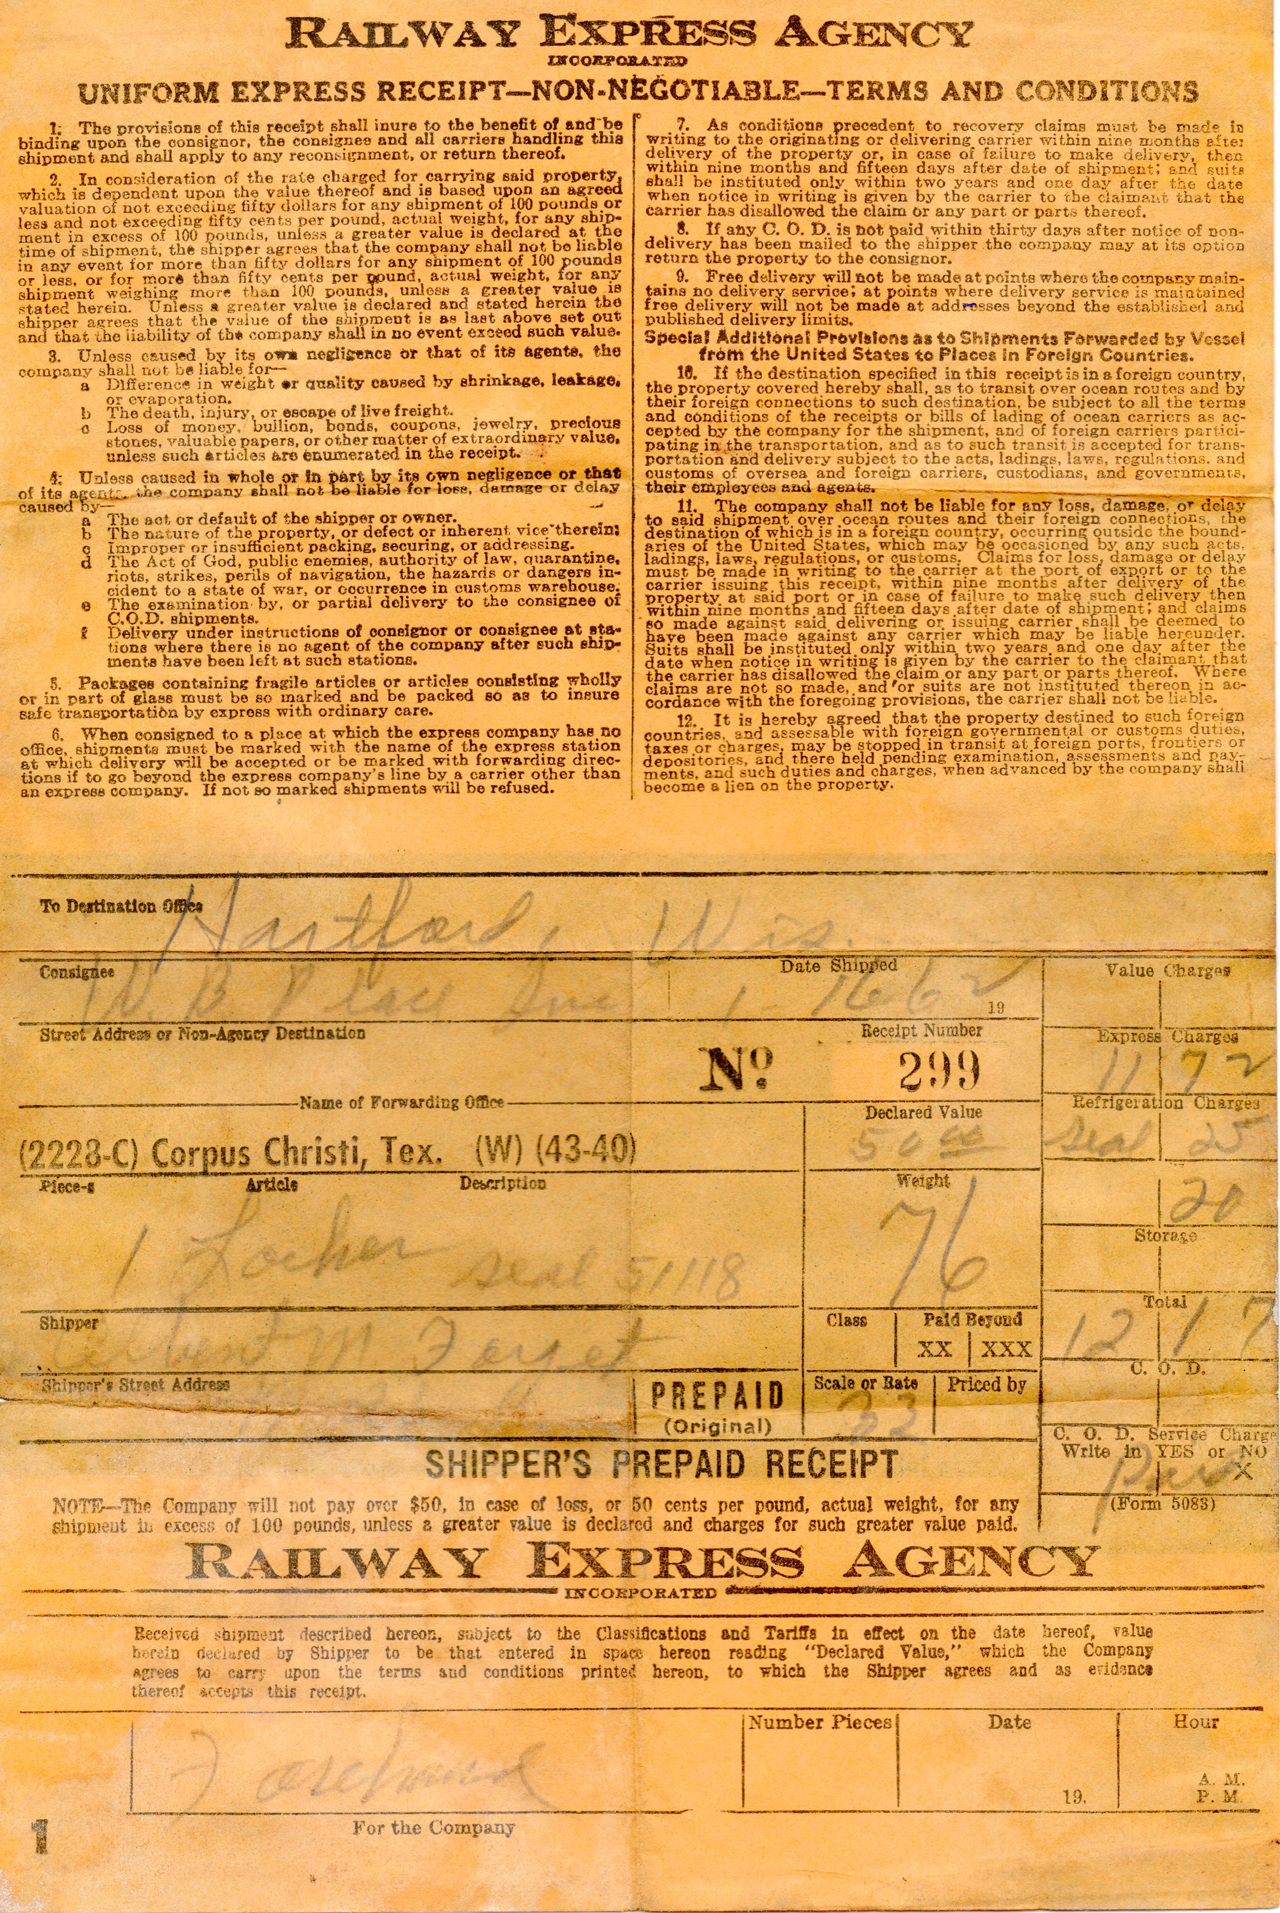 RAILWAY EXPRESS AGENCY
INCORPORATED
UNIFORM EXPRESS RECEIPT—NON-NEGOTIABLE—TERMS AND CONDITIONS
1. The provisions of this receipt shall inure to the benefit of and be
binding upon the consignor, the consignee and all carriers handling this
shipment and shall apply to any reconsignment, or return thereof.
2. In consideration of the rate charged for carrying said property,
which is dependent upon the value thereof and is based upon an agreed
valuation of not exceeding fifty dollars for any shipment of 100 pounds or
less and not exceeding fifty cents per pound, actual weight, for any ship-
ment in excess of 100 pounds, unless a greater value is declared at the
time of shipment, the shipper agrees that the company shall not be liable
in any event for more than fifty dollars for any shipment of 100 pounds
or less, or for more than fifty cents per pound, actual weight, for any
shipment weighing more than 100 pounds, unless a greater value is
stated herein. Unless a greater value is declared and stated herein the
shipper agrees that the value of the shipment is as last above set out
and that the liability of the company shall in no event exceed such value.
3. Unless caused by its own negligence or that of its agents, the
company shall not be liable for—
a Difference in weight or quality caused by shrinkage, leakage,
or evaporation.
b The death, injury, or escape of live freight.
c Loss of money, bullion, bonds, coupons, jewelry, precious
stones, valuable papers, or other matter of extraordinary value,
unless such articles are enumerated in the receipt.
4. Unless caused in whole or in part by its own negligence or that
of its agents, the company shall not be liable for loss, damage or delay
caused by—
a The act or default of the shipper or owner.
b The nature of the property, or defect or inherent vice therein;
c Improper or insufficient packing, securing, or addressing.
d The Act of God, public enemies, authority of law, quarantine,
riots, strikes, perils of navigation, the hazards or dangers in-
cident to a state of war, or occurrence in customs warehouse.
e The examination by, or partial delivery to the consignee of
C.O.D. shipments.
f Delivery under instructions of consignor or consignee at sta-
tions where there is no agent of the company after such ship-
ments have been left at such stations.
5. Packages containing fragile articles or articles consisting wholly
or in part of glass must be so marked and be packed so as to insure
safe transportation by express with ordinary care.
6. When consigned to a place at which the express company has no
office, shipments must be marked with the name of the express station
at which delivery will be accepted or be marked with forwarding direc-
tions if to go beyond the express company's line by a carrier other than
an express company. If not so marked shipments will be refused.
7. As conditions precedent to recovery claims must be made in
writing to the originating or delivering carrier within nine months after
delivery of the property or, in case of failure to make delivery, then
within nine months and fifteen days after date of shipment; and suits
shall be instituted only within two years and one day after the date
when notice in writing is given by the carrier to the claimant that the
carrier has disallowed the claim or any part or parts thereof.
8. If any C. O. D. is not paid within thirty days after notice of non-
delivery has been mailed to the shipper the company may at its option
return the property to the consignor.
9. Free delivery will not be made at points where the company main-
tains no delivery service; at points where delivery service is maintained
free delivery will not be made at addresses beyond the established and
published delivery limits.
Special Additional Provisions as to Shipments Forwarded by Vessel
from the United States to Places in Foreign Countries.
10. If the destination specified in this receipt is in a foreign country,
the property covered hereby shall, as to transit over ocean routes and by
their foreign connections to such destination, be subject to all the terms
and conditions of the receipts or bills of lading of ocean carriers as ac-
cepted by the company for the shipment, and of foreign carriers partici-
pating in the transportation, and as to such transit is accepted for trans-
portation and delivery subject to the acts, ladings, laws, regulations, and
customs of oversea and foreign carriers, custodians, and governments,
their employees and agents.
11. The company shall not be liable for any loss, damage, or delay
to said shipment over ocean routes and their foreign connections, the
destination of which is in a foreign country, occurring outside the bound-
aries of the United States, which may be occasioned by any such acts,
ladings, laws, regulations, or customs. Claims for loss, damage or delay
must be made in writing to the carrier at the port of export or to the
carrier issuing this receipt, within nine months after delivery of the
property at said port or in case of failure to make such delivery then
within nine months and fifteen days after date of shipment; and claims
so made against said delivering or issuing carrier shall be deemed to
have been made against any carrier which may be liable hereunder.
Suits shall be instituted only within two years and one day after the
date when notice in writing is given by the carrier to the claimant that
the carrier has disallowed the claim or any part or parts thereof. Where
claims are not so made, and/or suits are not instituted thereon in ac-
cordance with the foregoing provisions, the carrier shall not be liable.
12. It is hereby agreed that the property destined to such foreign
countries, and assessable with foreign governmental or customs duties,
taxes or charges, may be stopped in transit at foreign ports, frontiers or
depositories, and there held pending examination, assessments and pay-
ments, and such duties and charges, when advanced by the company shall
become a lien on the property.
To Destination Office Hartford, Wis.
Consignee W. B. Place Inc
Date Shipped 1 16 62 19
Value Charges
Street Address or Non-Agency Destination
Receipt Number
No. 299
Express Charges
11 72
Name of Forwarding Office
Declared Value
50 00
Refrigeration Charges
seal 25
(2228-C) Corpus Christi, Tex. (W) (43-40)
Piece-s Article Description
Weight
20
1 Locker seal 51118
76
Storage
Total
12 17
Shipper
Class Paid Beyond
XX XXX
C. O. D.
Shipper's Street Address
PREPAID
(Original)
Scale or Rate Priced by
C. O. D. Service Charge
Write in YES or NO
X
SHIPPER'S PREPAID RECEIPT
(Form 5083)
NOTE—The Company will not pay over $50, in case of loss, or 50 cents per pound, actual weight, for any
shipment in excess of 100 pounds, unless a greater value is declared and charges for such greater value paid.
RAILWAY EXPRESS AGENCY
INCORPORATED
Received shipment described hereon, subject to the Classifications and Tariffs in effect on the date hereof, value
herein declared by Shipper to be that entered in space hereon reading "Declared Value," which the Company
agrees to carry upon the terms and conditions printed hereon, to which the Shipper agrees and as evidence
thereof accepts this receipt.
Number Pieces Date Hour
19. A. M.
P. M.
For the Company
1